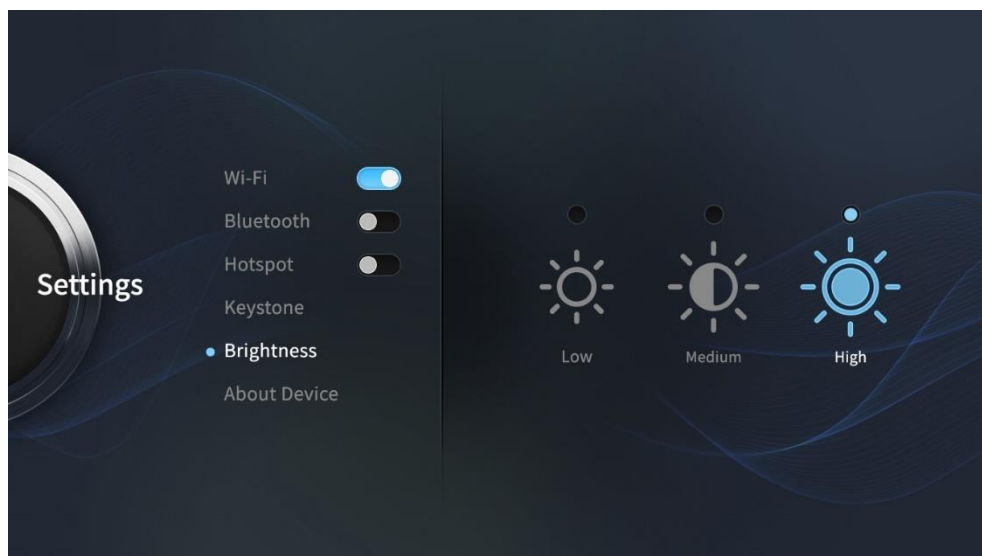 Settings
Wi-Fi
Bluetooth
Hotspot
Keystone
Brightness
About Device
Low
Medium
High